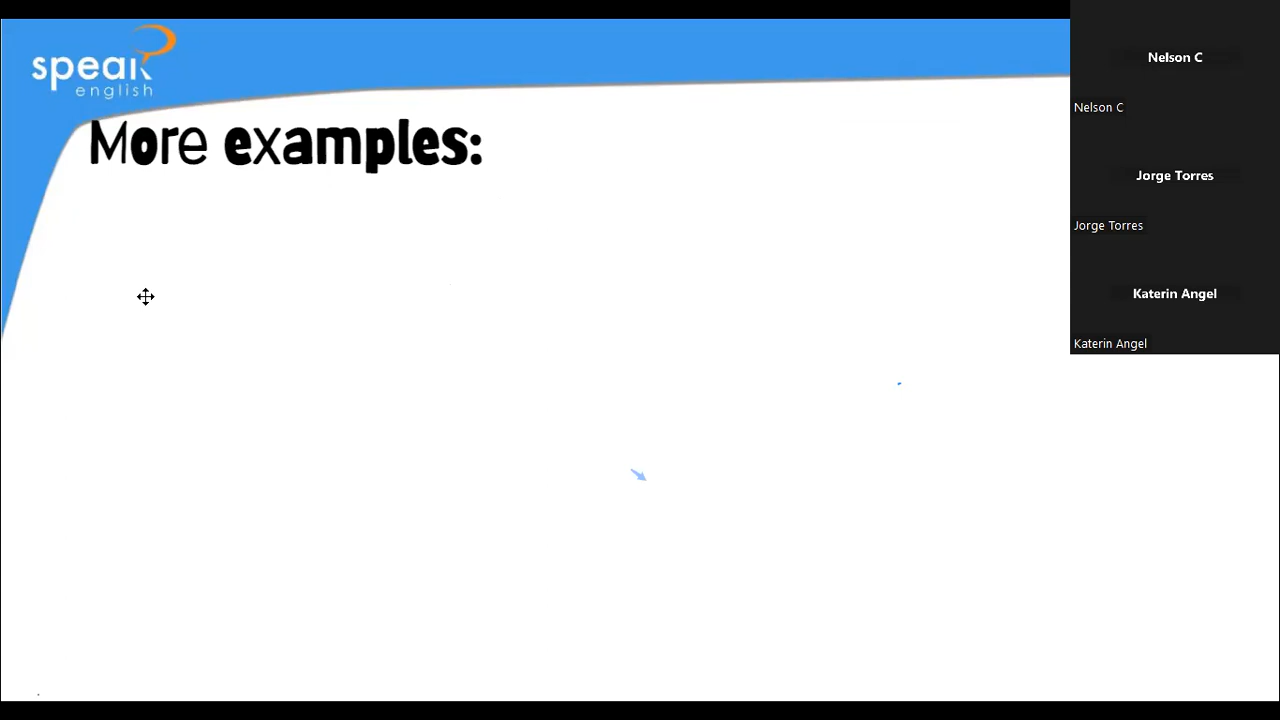 speak
english
More examples:
Nelson C
Nelson C
Jorge Torres
Jorge Torres
Katerin Angel
Katerin Angel